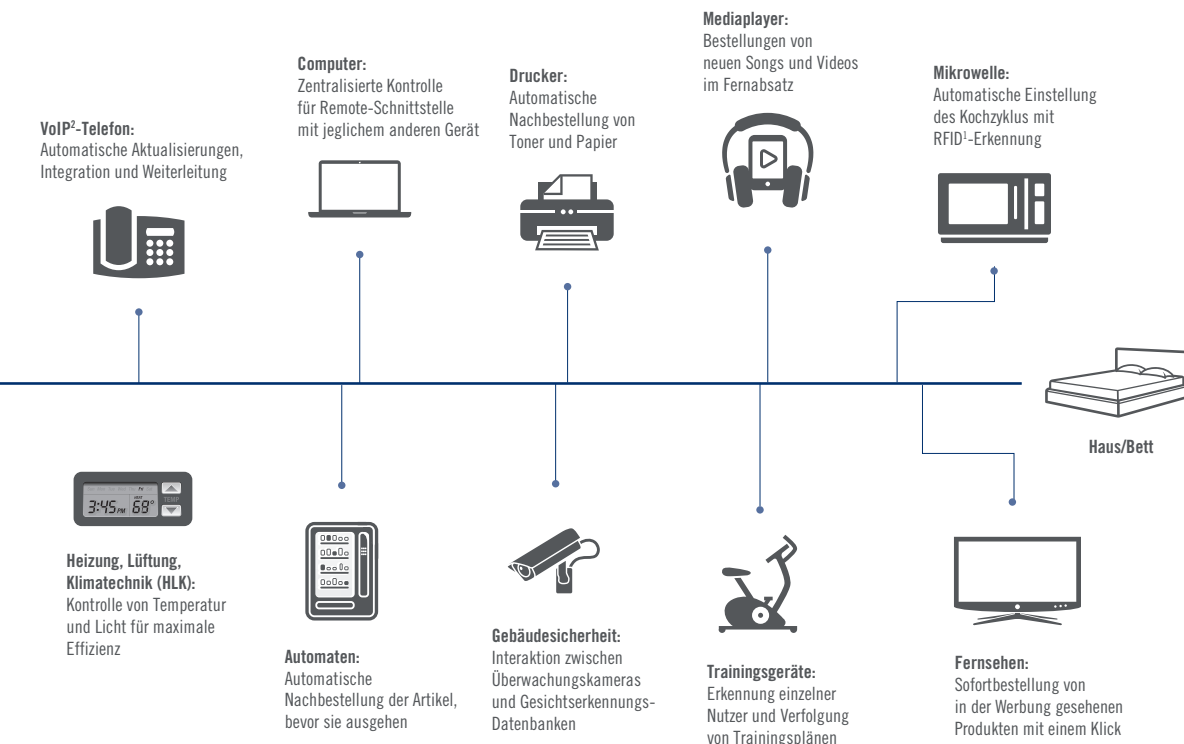 Mediaplayer:
Bestellungen von
neuen Songs und Videos
im Fernabsatz
Computer:
Zentralisierte Kontrolle
für Remote-Schnittstelle
mit jeglichem anderen Gerät
Drucker:
Automatische
Nachbestellung von
Toner und Papier
Mikrowelle:
Automatische Einstellung
des Kochzyklus mit
RFID¹-Erkennung
VoIP²-Telefon:
Automatische Aktualisierungen,
Integration und Weiterleitung
Haus/Bett
3:45 PM 68°
TEMP
Heizung, Lüftung,
Klimatechnik (HLK):
Kontrolle von Temperatur
und Licht für maximale
Effizienz
Automaten:
Automatische
Nachbestellung der Artikel,
bevor sie ausgehen
Gebäudesicherheit:
Interaktion zwischen
Überwachungskameras
und Gesichtserkennungs-
Datenbanken
Trainingsgeräte:
Erkennung einzelner
Nutzer und Verfolgung
von Trainingsplänen
Fernsehen:
Sofortbestellung von
in der Werbung gesehenen
Produkten mit einem Klick